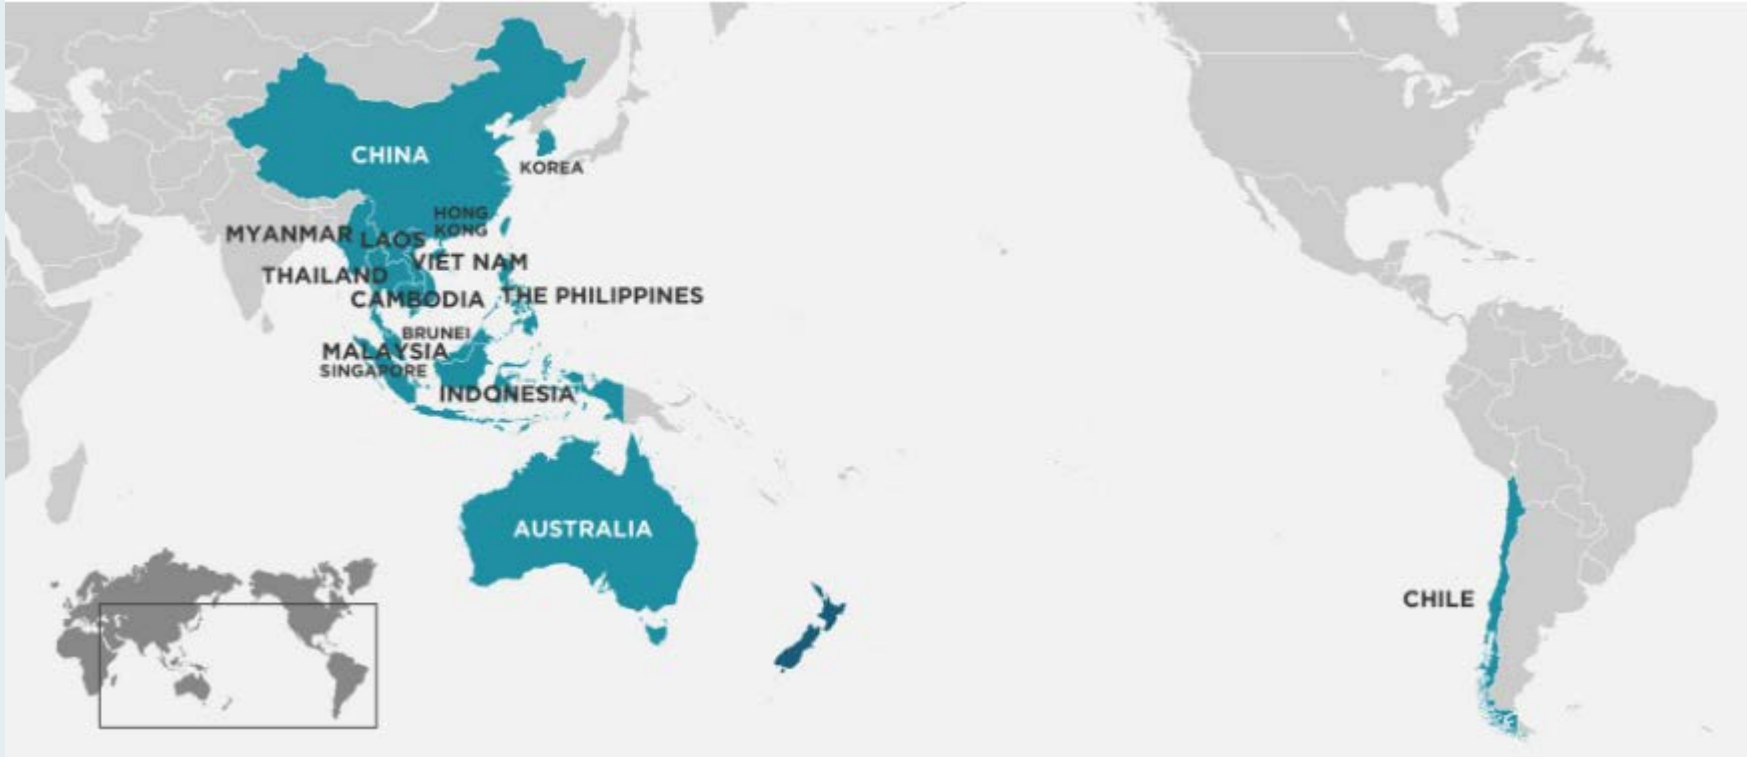 CHINA
KOREA
HONG
KONG
MYANMAR
LAOS
VIET NAM
THAILAND
CAMBODIA
THE PHILIPPINES
BRUNEI
MALAYSIA
SINGAPORE
INDONESIA
AUSTRALIA
CHILE